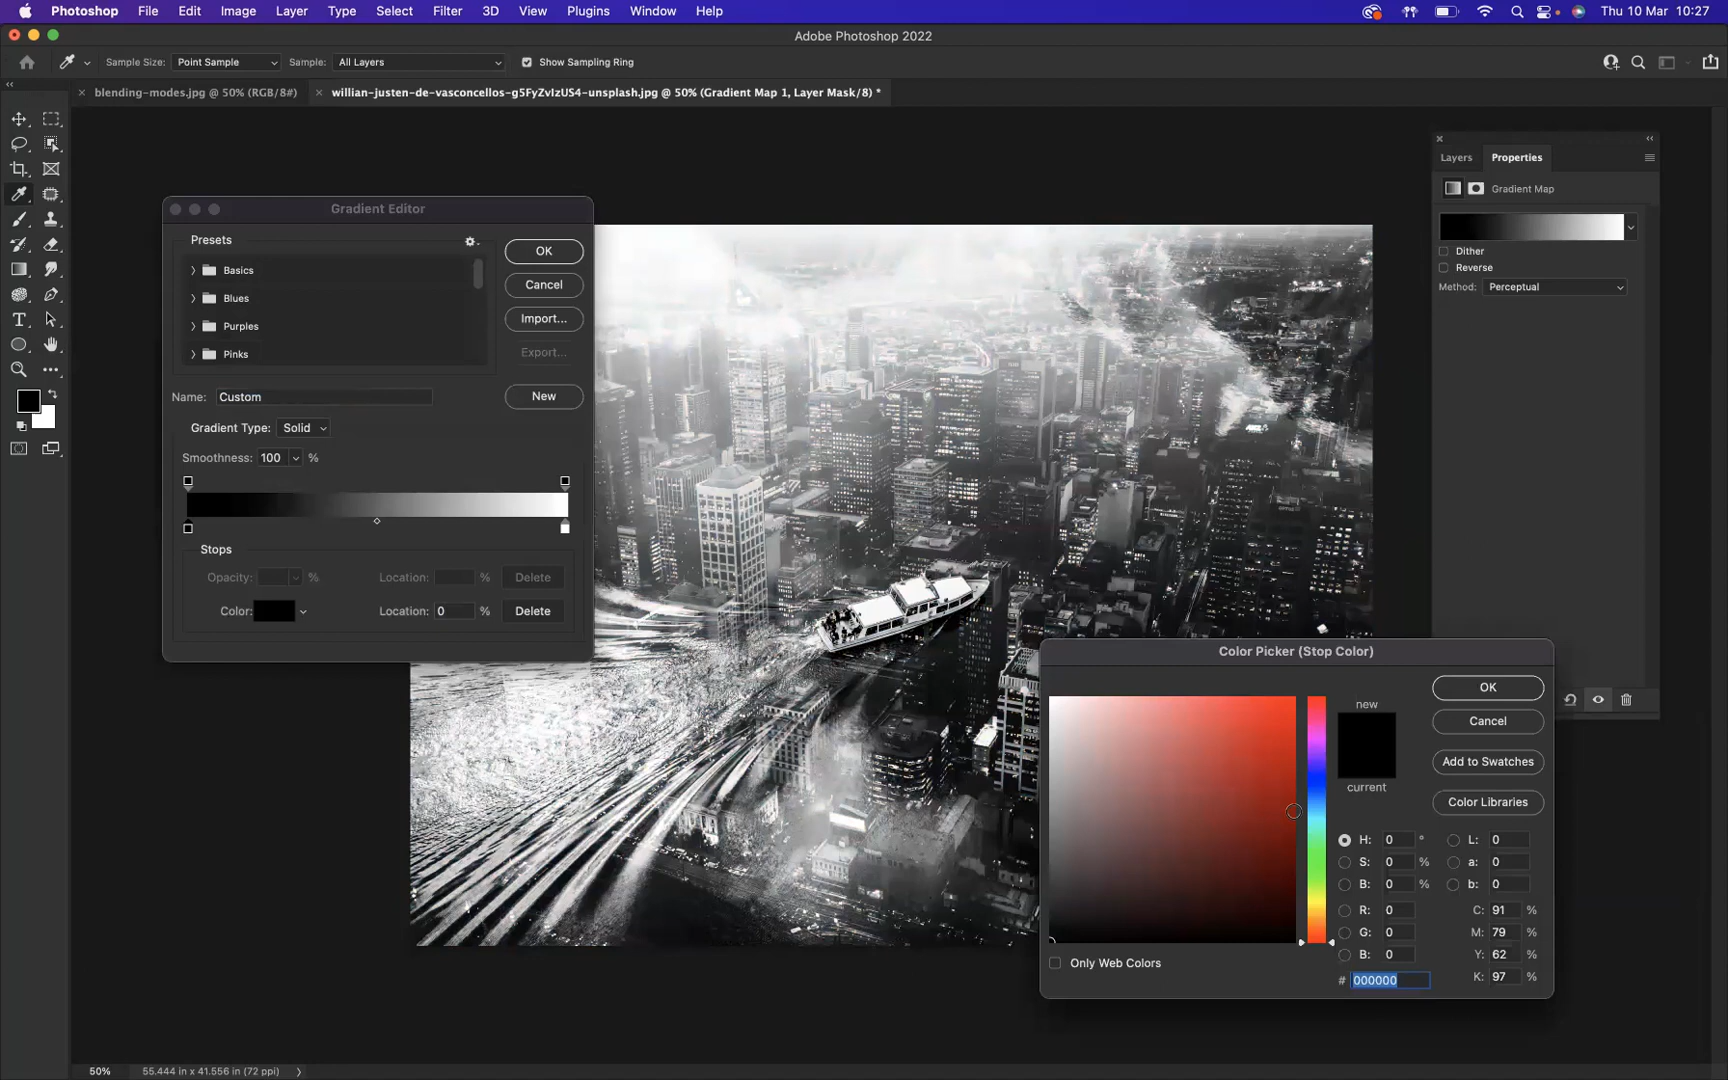 Photoshop File Edit Image Layer Type Select Filter 3D View Plugins Window Help Thu 10 Mar 10:27
Adobe Photoshop 2022
Sample Size: Point Sample Sample: All Layers Show Sampling Ring
blending-modes.jpg @ 50% (RGB/8#) willian-justen-de-vasconcellos-g5FyZvIzUS4-unsplash.jpg @ 50% (Gradient Map 1, Layer Mask/8) *
Layers Properties
Gradient Map
Dither
Reverse
Method: Perceptual
Gradient Editor
Presets
OK
Basics
Cancel
Blues
Import...
Purples
Export...
Pinks
Name: Custom New
Gradient Type: Solid
Smoothness: 100 %
Stops
Opacity: % Location: % Delete
Color: Location: 0 % Delete
Color Picker (Stop Color)
OK
new
Cancel
Add to Swatches
current
Color Libraries
H: 0 ° L: 0
S: 0 % a: 0
B: 0 % b: 0
R: 0 C: 91 %
G: 0 M: 79 %
B: 0 Y: 62 %
Only Web Colors
# 000000 K: 97 %
50% 55.444 in x 41.556 in (72 ppi)